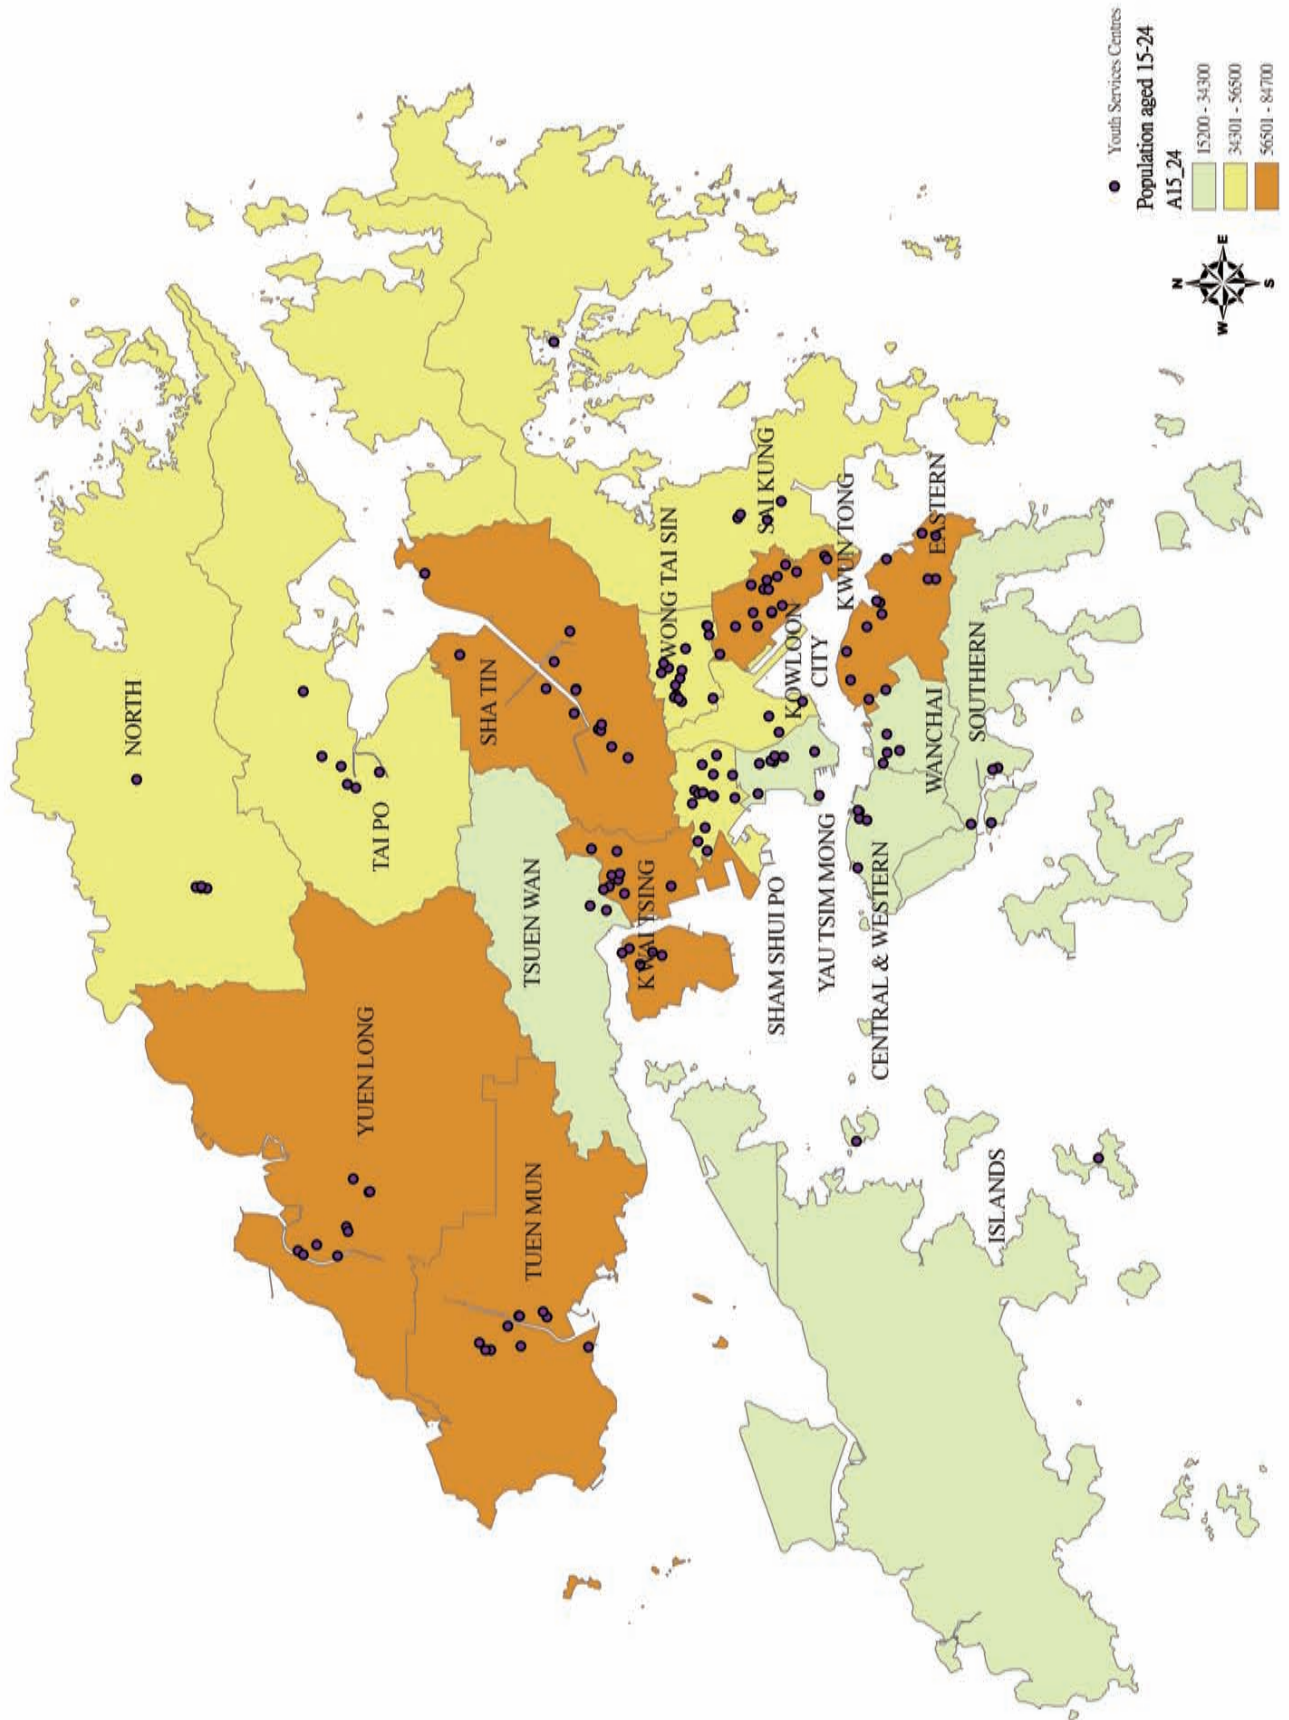 NORTH
TAI PO
SHA TIN
YUEN LONG
TUEN MUN
TSUEN WAN
KWAI TSING
WONG TAI SIN
SAI KUNG
KWUN TONG
KOWLOON
CITY
SHAM SHUI PO
YAU TSIM MONG
CENTRAL & WESTERN
WANCHAI
EASTERN
SOUTHERN
ISLANDS
N
W
E
S
Youth Services Centres
Population aged 15-24
A15_24
15200 - 34300
34301 - 56500
56501 - 84700